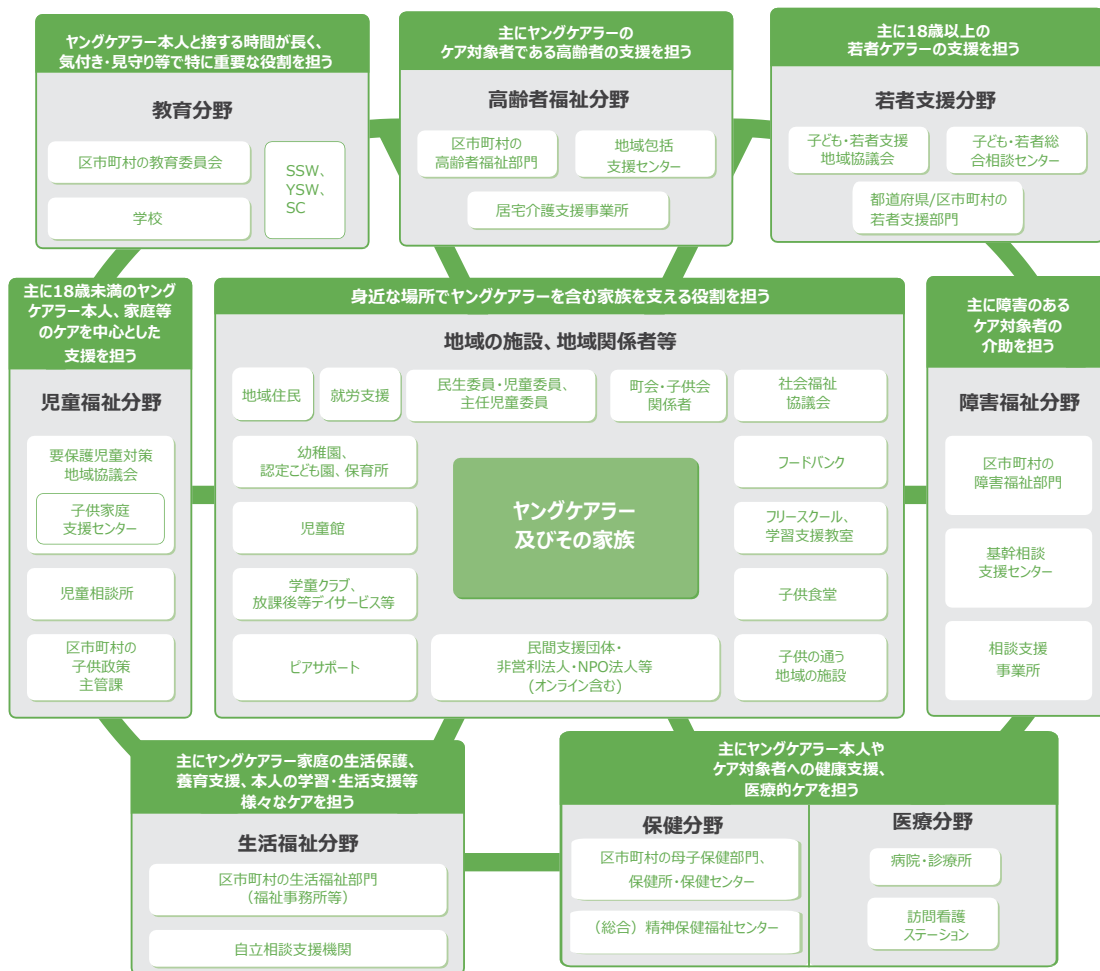 ヤングケアラー本人と接する時間が長く、
気付き・見守り等で特に重要な役割を担う
教育分野
区市町村の教育委員会
学校
SSW、
YSW、
SC
主にヤングケアラーの
ケア対象者である高齢者の支援を担う
高齢者福祉分野
区市町村の
高齢者福祉部門
地域包括
支援センター
居宅介護支援事業所
主に18歳以上の
若者ケアラーの支援を担う
若者支援分野
子ども・若者支援
地域協議会
子ども・若者総
合相談センター
都道府県/区市町村の
若者支援部門
主に18歳未満のヤング
ケアラー本人、家庭等
のケアを中心とした
支援を担う
児童福祉分野
要保護児童対策
地域協議会
子供家庭
支援センター
児童相談所
区市町村の
子供政策
主管課
身近な場所でヤングケアラーを含む家族を支える役割を担う
地域の施設、地域関係者等
地域住民
就労支援
民生委員・児童委員、
主任児童委員
町会・子供会
関係者
社会福祉
協議会
幼稚園、
認定こども園、保育所
児童館
学童クラブ、
放課後等デイサービス等
ピアサポート
ヤングケアラー
及びその家族
民間支援団体・
非営利法人・NPO法人等
(オンライン含む)
フードバンク
フリースクール、
学習支援教室
子供食堂
子供の通う
地域の施設
主に障害のある
ケア対象者の
介助を担う
障害福祉分野
区市町村の
障害福祉部門
基幹相談
支援センター
相談支援
事業所
主にヤングケアラー家庭の生活保護、
養育支援、本人の学習・生活支援等
様々なケアを担う
生活福祉分野
区市町村の生活福祉部門
（福祉事務所等）
自立相談支援機関
主にヤングケアラー本人や
ケア対象者への健康支援、
医療的ケアを担う
保健分野
区市町村の母子保健部門、
保健所・保健センター
（総合）精神保健福祉センター
医療分野
病院・診療所
訪問看護
ステーション